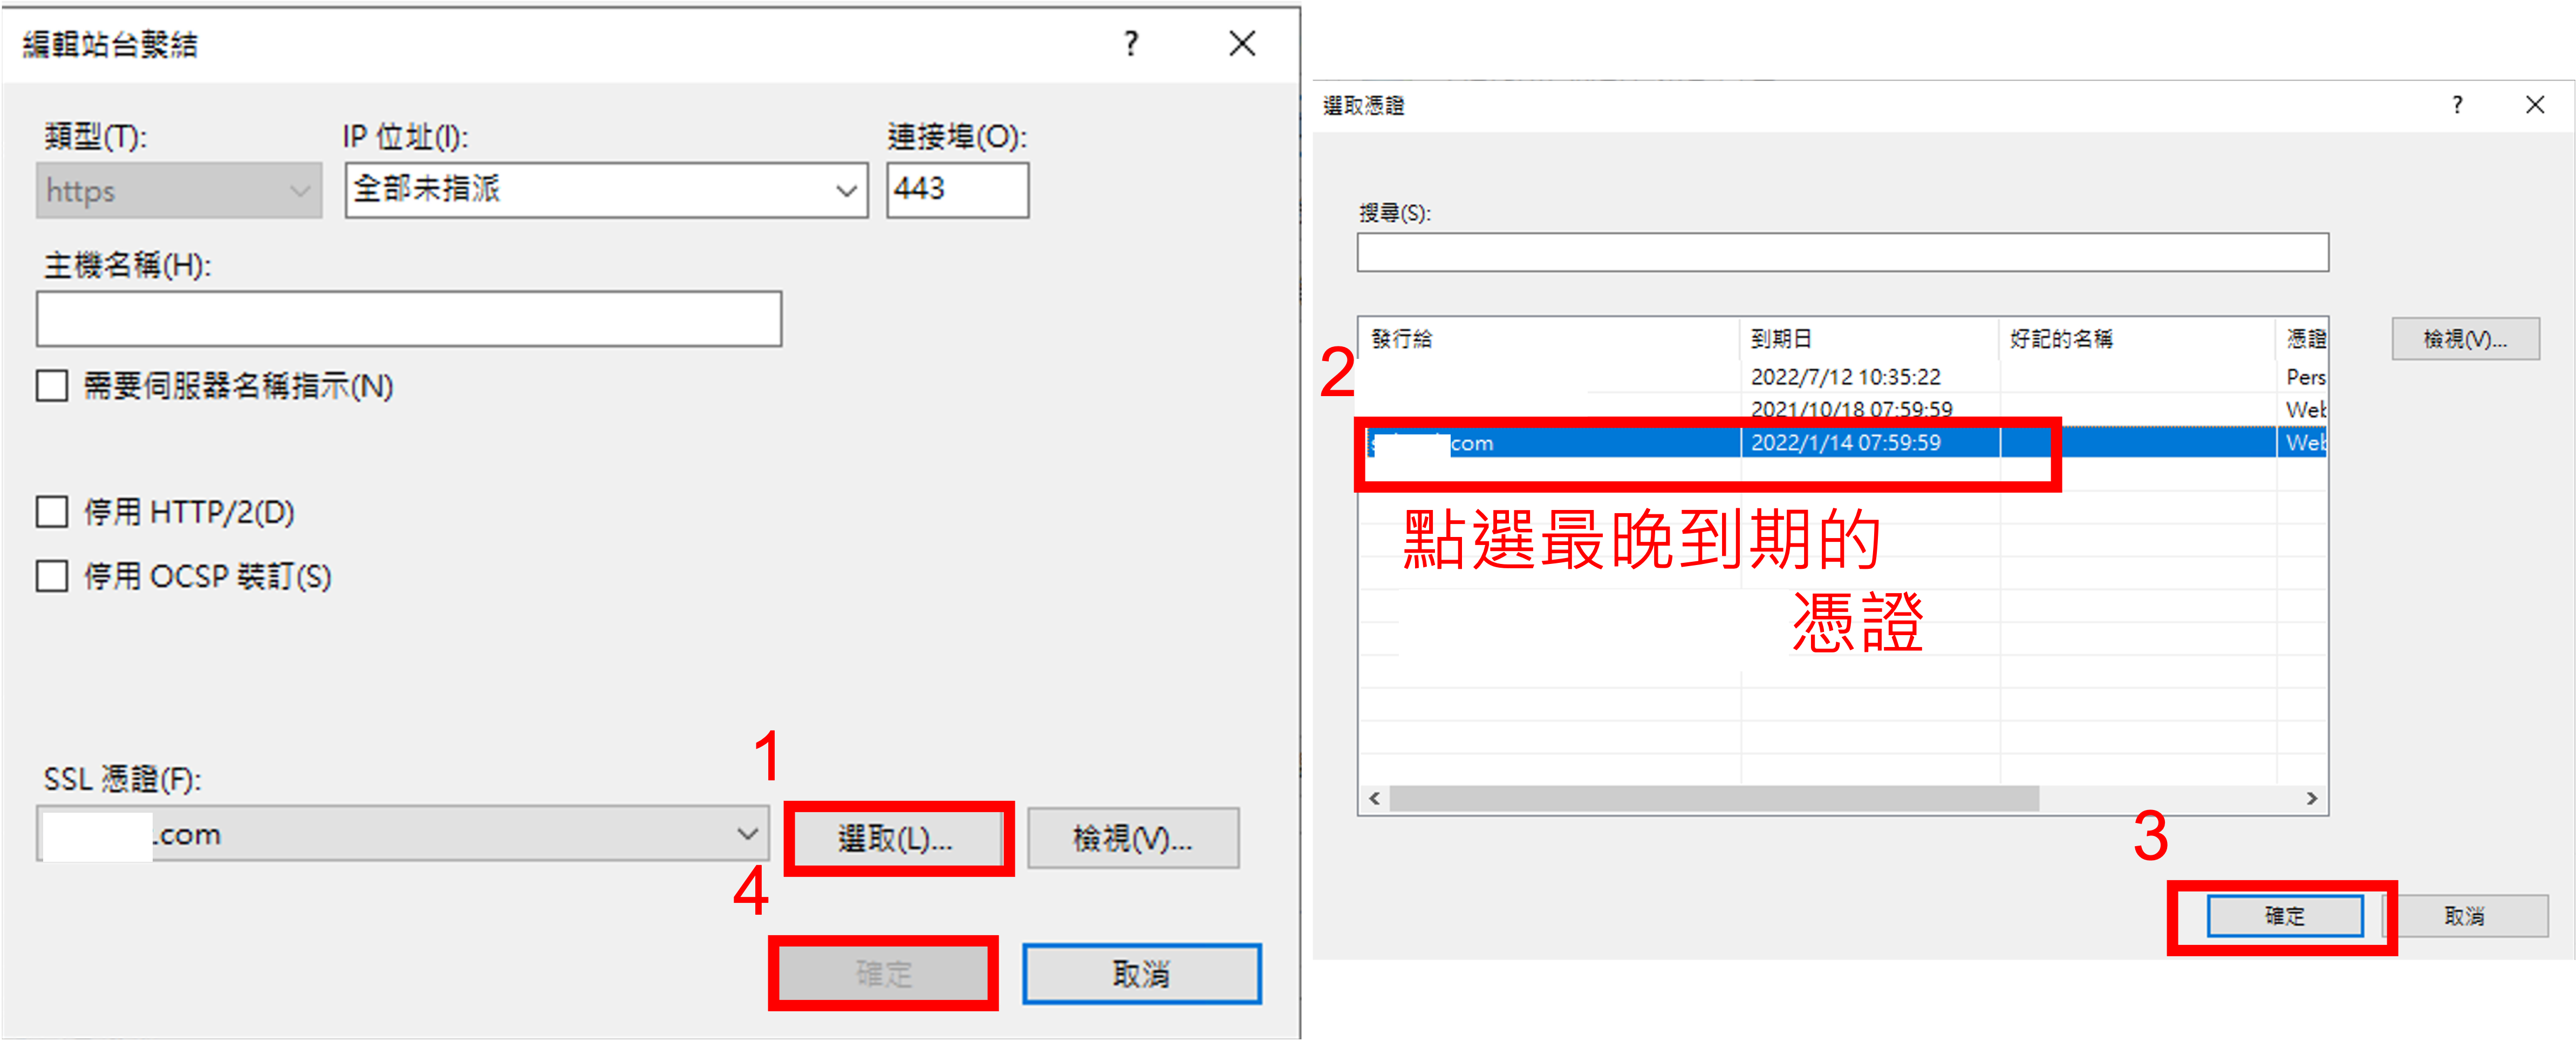 編輯站台繫結
?
類型(T):
IP 位址(I):
連接埠(O):
https
全部未指派
443
主機名稱(H):
需要伺服器名稱指示(N)
停用 HTTP/2(D)
停用 OCSP 裝訂(S)
1
SSL 憑證(F):
.com
選取(L)...
檢視(V)...
4
確定
取消
選取憑證
?
搜尋(S):
發行給
到期日
好記的名稱
憑證
檢視(V)...
2
2022/7/12 10:35:22
Pers
2021/10/18 07:59:59
Web
com
2022/1/14 07:59:59
Web
點選最晚到期的
憑證
3
確定
取消